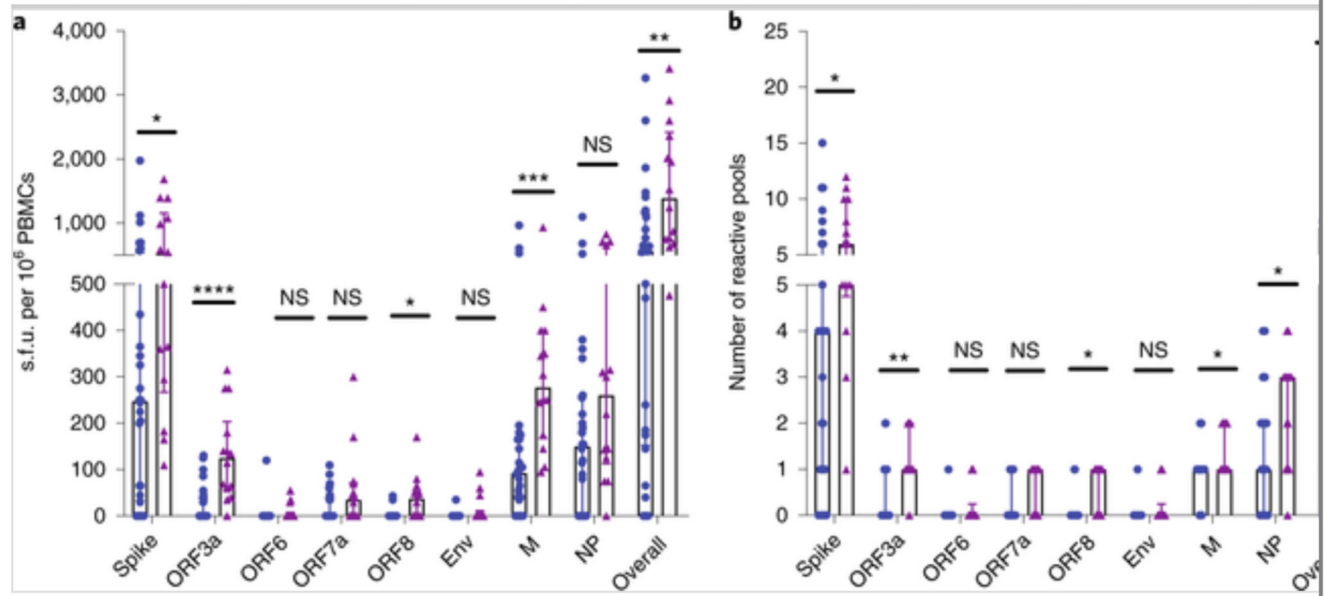 a
s.f.u. per 10⁶ PBMCs
4,000
3,000
2,000
1,000
500
400
300
200
100
0
*
****
NS
NS
*
NS
***
NS
**
Spike
ORF3a
ORF6
ORF7a
ORF8
Env
M
NP
Overall
b
Number of reactive pools
25
20
15
10
5
5
4
3
2
1
0
*
**
NS
NS
*
NS
*
*
Spike
ORF3a
ORF6
ORF7a
ORF8
Env
M
NP
Ove